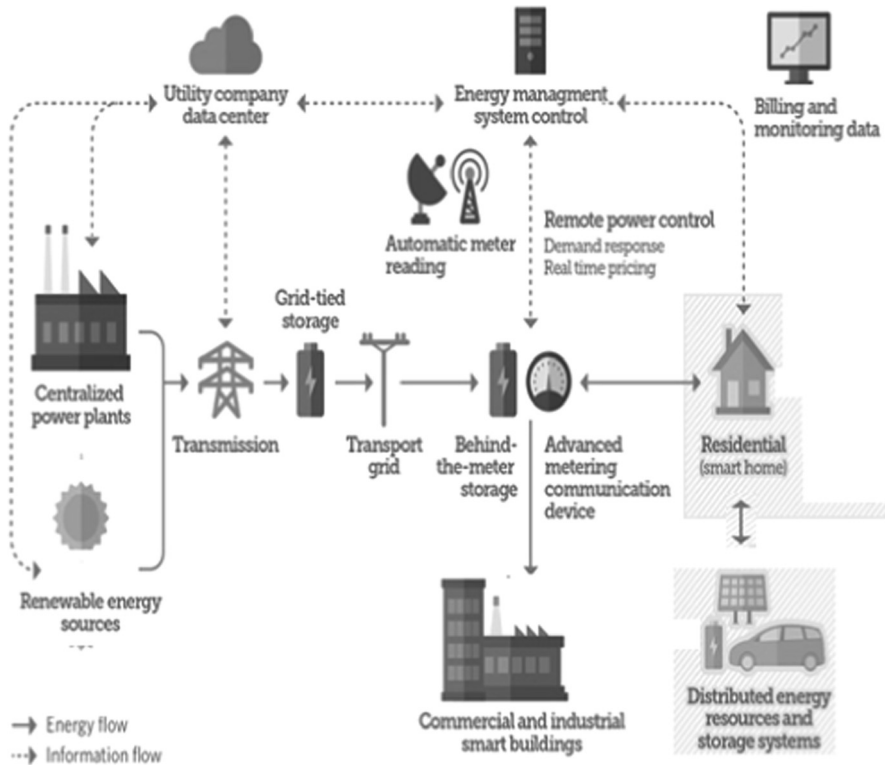 Utility company
data center
Energy managment
system control
Billing and
monitoring data
Automatic meter
reading
Remote power control
Demand response
Real time pricing
Grid-tied
storage
Centralized
power plants
Transmission
Transport
grid
Behind-
the-meter
storage
Advanced
metering
communication
device
Residential
(smart home)
Renewable energy
sources
Commercial and industrial
smart buildings
Distributed energy
resources and
storage systems
Energy flow
Information flow